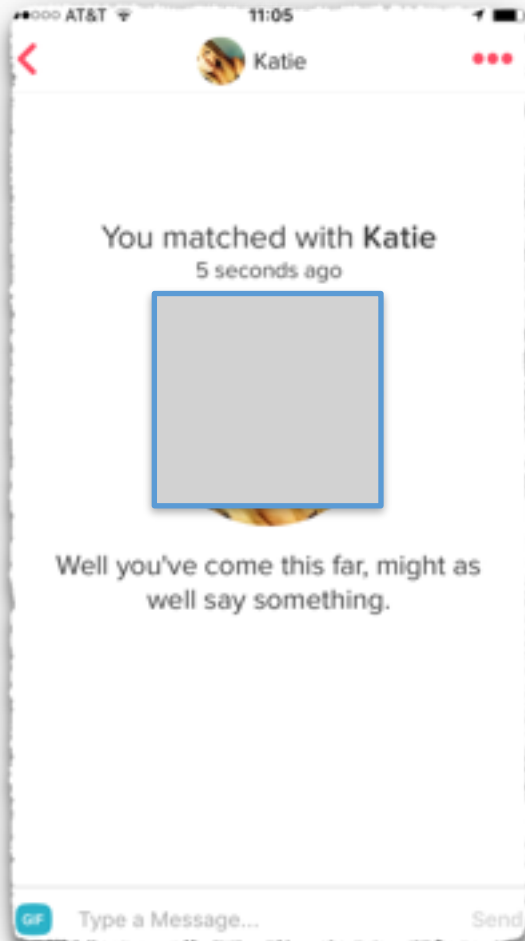 AT&T 11:05
Katie
You matched with Katie
5 seconds ago
Well you've come this far, might as
well say something.
GIF Type a Message... Send